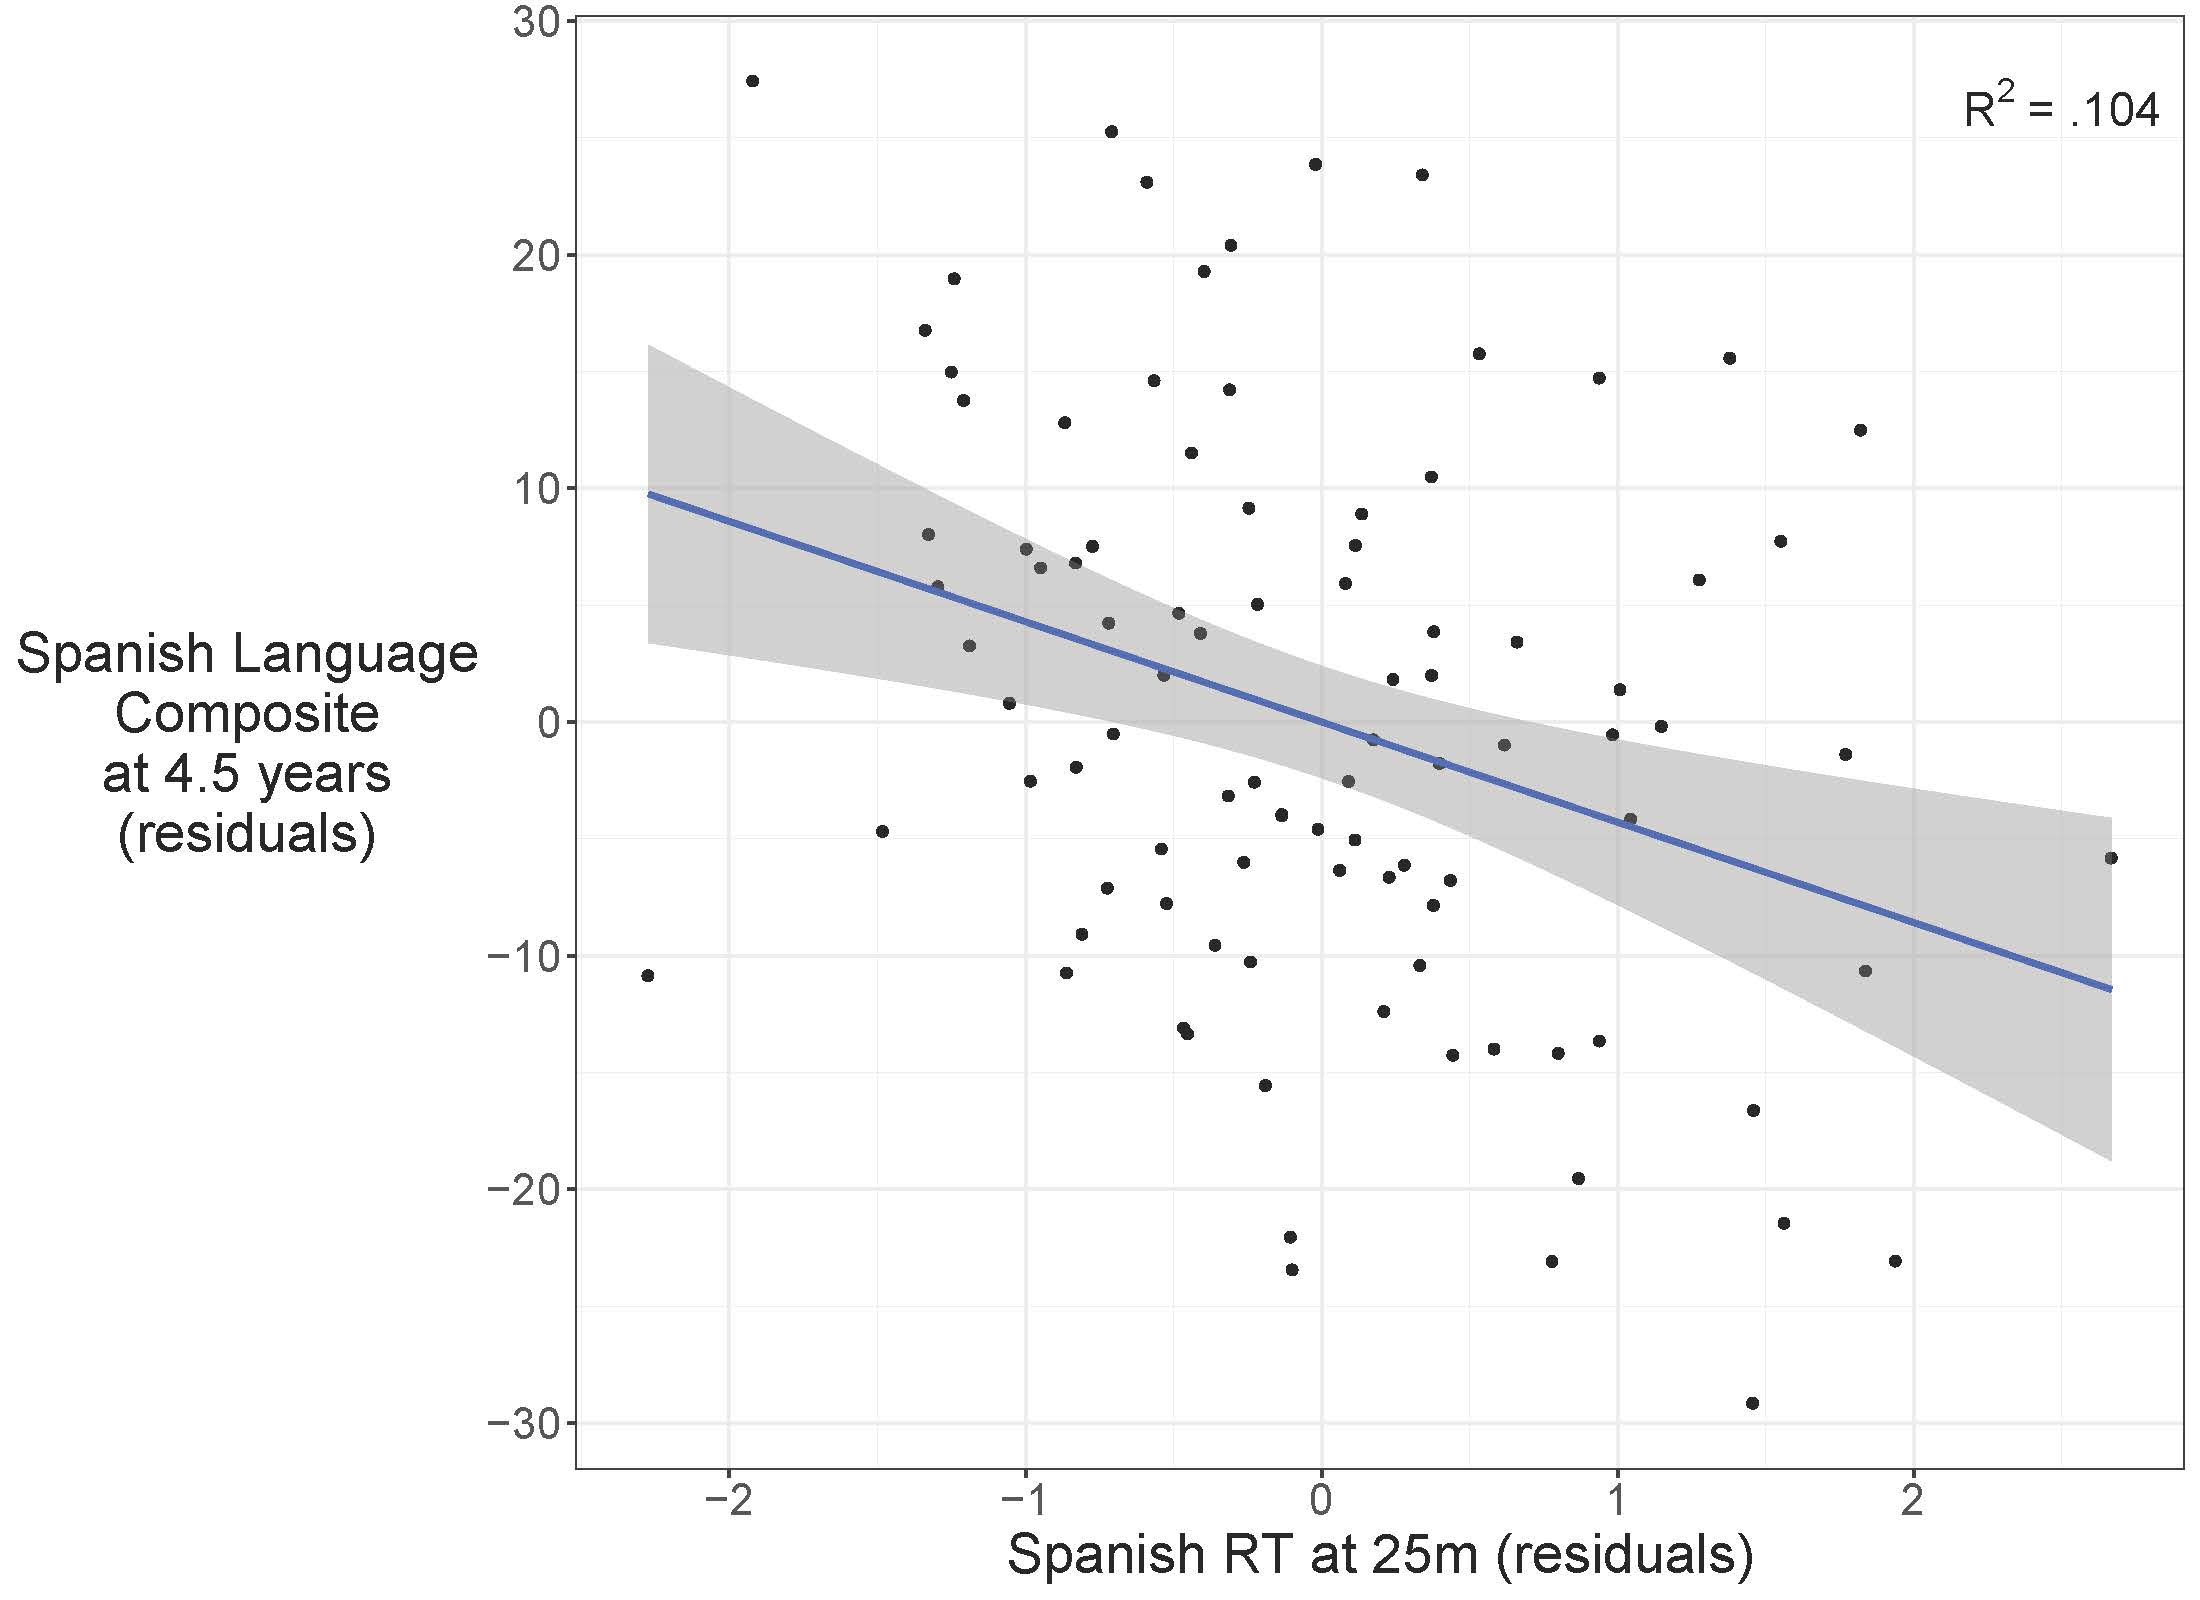 30
R² = .104
20
10
0
−10
−20
−30
Spanish Language
Composite
at 4.5 years
(residuals)
−2 −1 0 1 2
Spanish RT at 25m (residuals)